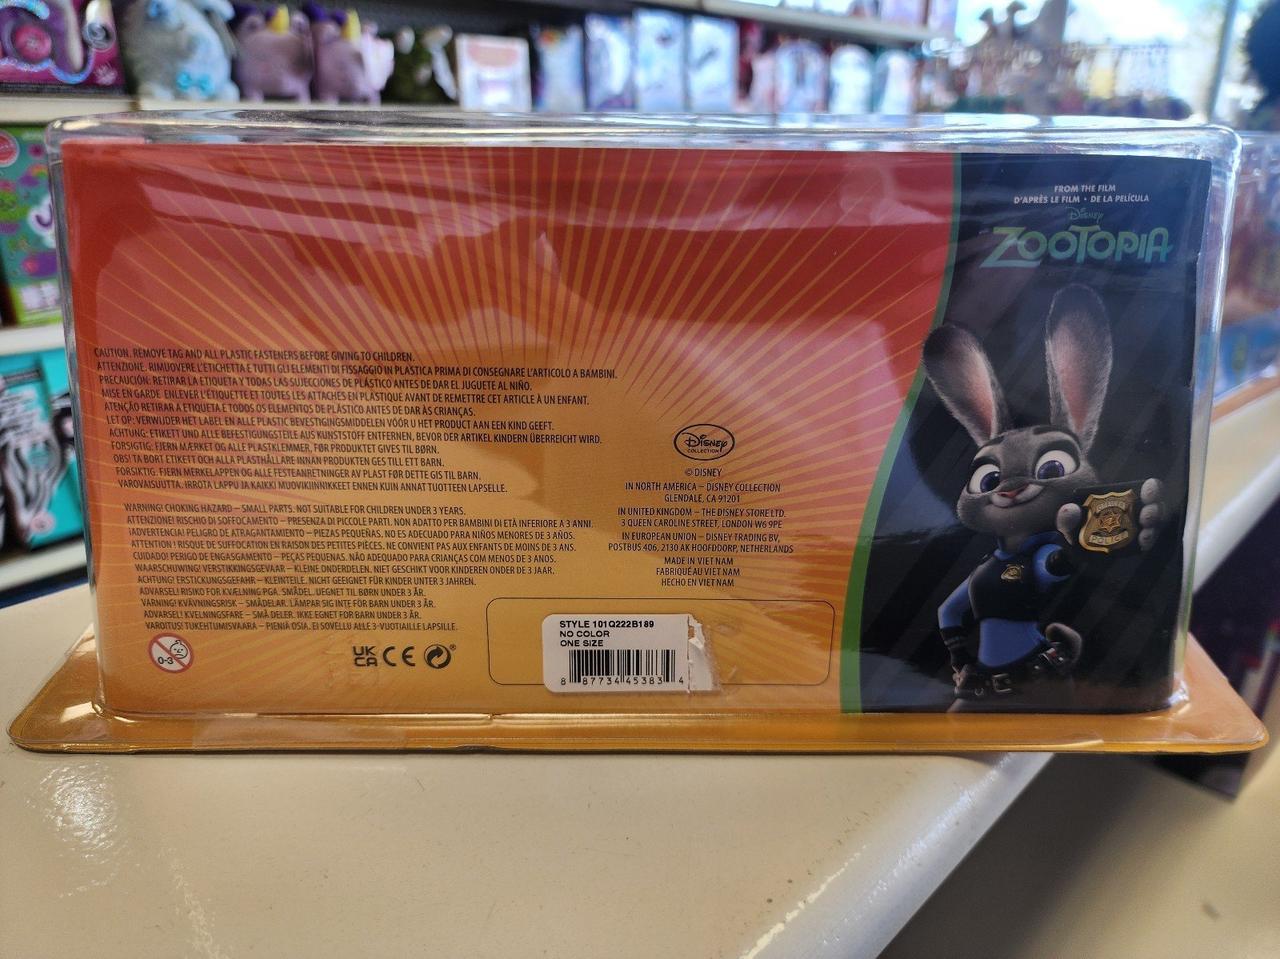 FROM THE FILM
D'APRÈS LE FILM • DE LA PELÍCULA
DISNEY
ZOOTOPIA
CAUTION. REMOVE TAG AND ALL PLASTIC FASTENERS BEFORE GIVING TO CHILDREN.
ATTENZIONE. RIMUOVERE L'ETICHETTA E TUTTI GLI ELEMENTI DI FISSAGGIO IN PLASTICA PRIMA DI CONSEGNARE L'ARTICOLO A BAMBINI.
PRECAUCIÓN: RETIRAR LA ETIQUETA Y TODAS LAS SUJECCIONES DE PLÁSTICO ANTES DE DAR EL JUGUETE AL NIÑO.
MISE EN GARDE. ENLEVER L'ÉTIQUETTE ET TOUTES LES ATTACHES EN PLASTIQUE AVANT DE REMETTRE CET ARTICLE À UN ENFANT.
ATENÇÃO RETIRAR A ETIQUETA E TODOS OS ELEMENTOS DE PLÁSTICO ANTES DE DAR ÀS CRIANÇAS.
LET OP: VERWIJDER HET LABEL EN ALLE PLASTIC BEVESTIGINGSMIDDELEN VÓÓR U HET PRODUCT AAN EEN KIND GEEFT.
ACHTUNG: ETIKETT UND ALLE BEFESTIGUNGSTEILE AUS KUNSTSTOFF ENTFERNEN, BEVOR DER ARTIKEL KINDERN ÜBERREICHT WIRD.
FORSIGTIG: FJERN MÆRKET OG ALLE PLASTKLEMMER, FØR PRODUKTET GIVES TIL BØRN.
OBS! TA BORT ETIKETT OCH ALLA PLASTHÅLLARE INNAN PRODUKTEN GES TILL ETT BARN.
FORSIKTIG: FJERN MERKELAPPEN OG ALLE FESTEANRETNINGER AV PLAST FØR DETTE GIS TIL BARN.
VAROVAISUUTTA. IRROTA LAPPU JA KAIKKI MUOVIKIINNIKKEET ENNEN KUIN ANNAT TUOTTEEN LAPSELLE.
WARNING! CHOKING HAZARD – SMALL PARTS. NOT SUITABLE FOR CHILDREN UNDER 3 YEARS.
ATTENZIONE! RISCHIO DI SOFFOCAMENTO – PRESENZA DI PICCOLE PARTI. NON ADATTO PER BAMBINI DI ETÀ INFERIORE A 3 ANNI.
¡ADVERTENCIA! PELIGRO DE ATRAGANTAMIENTO – PIEZAS PEQUEÑAS. NO ES ADECUADO PARA NIÑOS MENORES DE 3 AÑOS.
ATTENTION ! RISQUE DE SUFFOCATION EN RAISON DES PETITES PIÈCES. NE CONVIENT PAS AUX ENFANTS DE MOINS DE 3 ANS.
CUIDADO! PERIGO DE ENGASGAMENTO – PEÇAS PEQUENAS. NÃO ADEQUADO PARA CRIANÇAS COM MENOS DE 3 ANOS.
WAARSCHUWING! VERSTIKKINGSGEVAAR – KLEINE ONDERDELEN. NIET GESCHIKT VOOR KINDEREN ONDER DE 3 JAAR.
ACHTUNG! ERSTICKUNGSGEFAHR – KLEINTEILE. NICHT GEEIGNET FÜR KINDER UNTER 3 JAHREN.
ADVARSEL! RISIKO FOR KVÆLNING PGA. SMÅDEL. UEGNET TIL BØRN UNDER 3 ÅR.
VARNING! KVÄVNINGSRISK – SMÅDELAR. LÄMPAR SIG INTE FÖR BARN UNDER 3 ÅR.
ADVARSEL! KVELNINGSFARE – SMÅ DELER. IKKE EGNET FOR BARN UNDER 3 ÅR.
VAROITUS! TUKEHTUMISVAARA – PIENIÄ OSIA. EI SOVELLU ALLE 3-VUOTIAILLE LAPSILLE.
0-3
UK
CA CE
Disney
COLLECTION
© DISNEY
IN NORTH AMERICA – DISNEY COLLECTION
GLENDALE, CA 91201
IN UNITED KINGDOM – THE DISNEY STORE LTD.
3 QUEEN CAROLINE STREET, LONDON W6 9PE
IN EUROPEAN UNION – DISNEY TRADING BV,
POSTBUS 406, 2130 AK HOOFDDORP, NETHERLANDS
MADE IN VIET NAM
FABRIQUÉ AU VIET NAM
HECHO EN VIET NAM
STYLE 101Q222B189
NO COLOR
ONE SIZE
8 87734 45383 4
POLICE